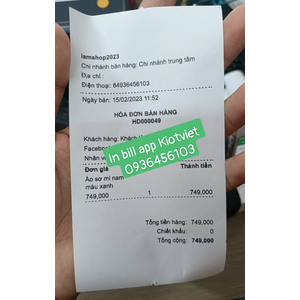 lamshop2023
Chi nhánh bán hàng: Chi nhánh trung tâm
Địa chỉ :
Điện thoại: 84936456103
Ngày bán: 15/02/2023 11:52
HÓA ĐƠN BÁN HÀNG
HD000049
Khách hàng: Khách
Facebook
Nhân
In bill app Kiotviet
0936456103
Đơn giá
Thành tiền
Áo sơ mi nam
màu xanh
749,000 1 749,000
Tổng tiền hàng: 749,000
Chiết khấu: 0
Tổng cộng: 749,000